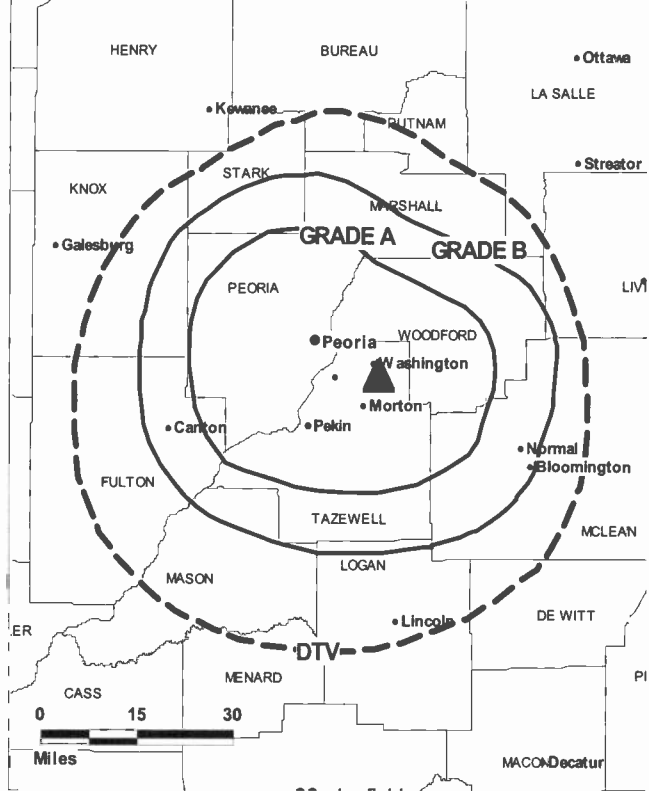 HENRY
BUREAU
Ottawa
LA SALLE
Kewanee
PUTNAM
Streator
STARK
KNOX
MARSHALL
GRADE A
GRADE B
Galesburg
PEORIA
LIVI
Peoria
WOODFORD
Washington
Morton
Canton
Pekin
Normal
Bloomington
FULTON
TAZEWELL
MCLEAN
LOGAN
MASON
DE WITT
Lincoln
ER
DTV
MENARD
PI
CASS
0 15 30
Miles
MACON
Decatur